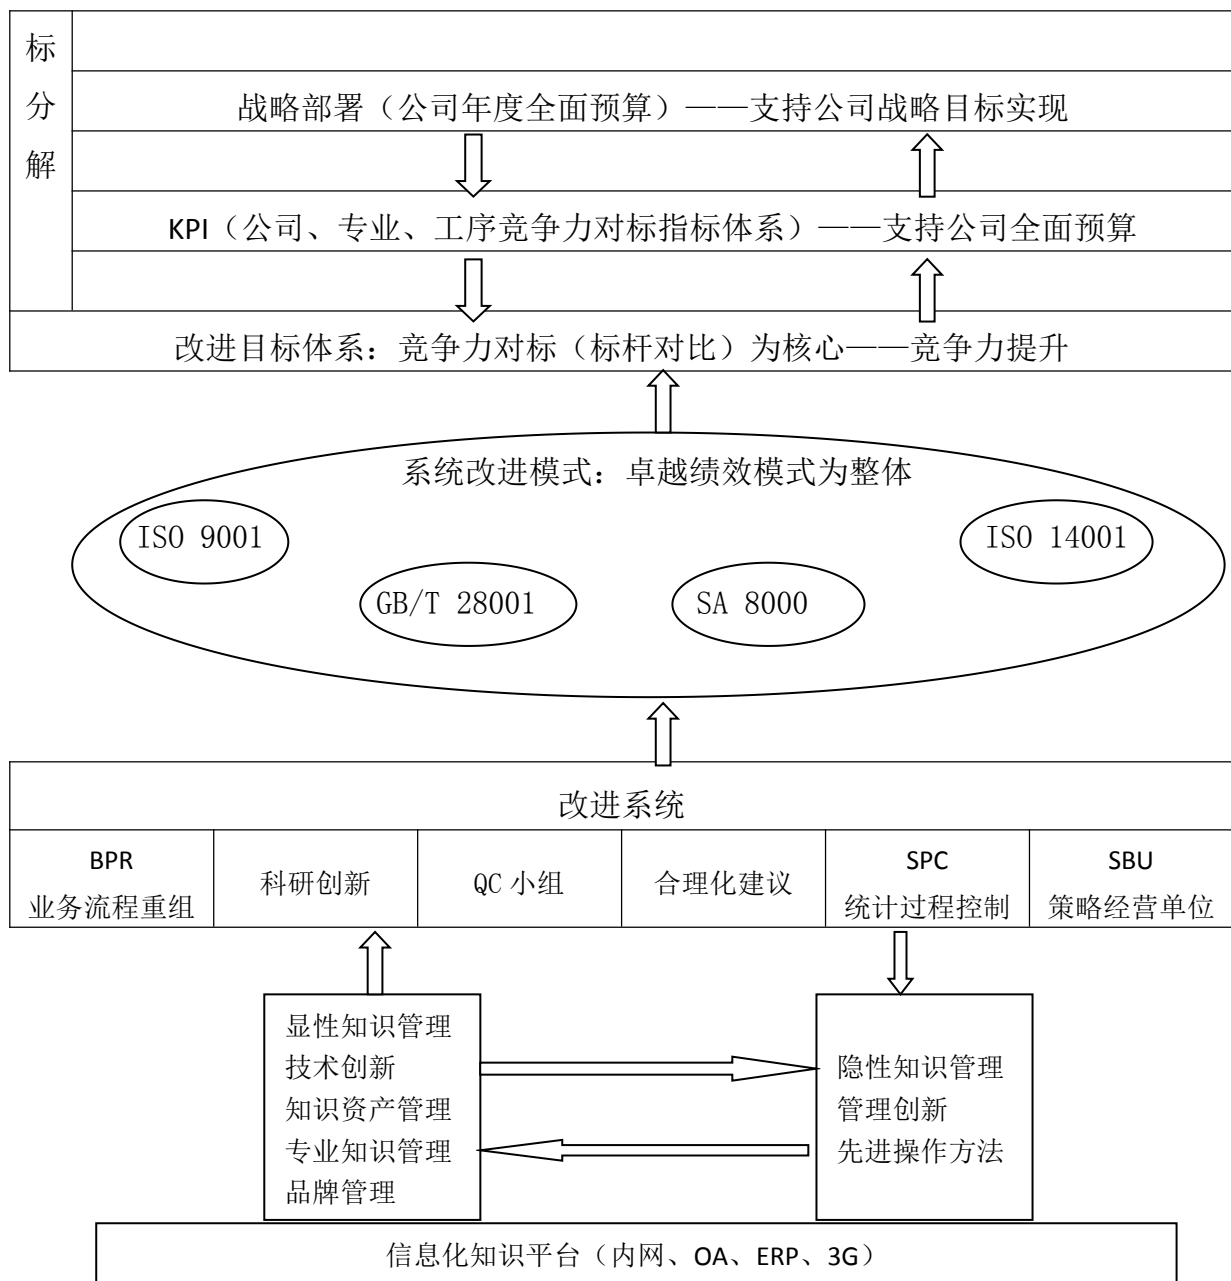 标
分
解
战略部署（公司年度全面预算）——支持公司战略目标实现
KPI（公司、专业、工序竞争力对标指标体系）——支持公司全面预算
改进目标体系：竞争力对标（标杆对比）为核心——竞争力提升
系统改进模式：卓越绩效模式为整体
ISO 9001
ISO 14001
GB/T 28001
SA 8000
改进系统
BPR
业务流程重组
科研创新
QC 小组
合理化建议
SPC
统计过程控制
SBU
策略经营单位
显性知识管理
技术创新
知识资产管理
专业知识管理
品牌管理
隐性知识管理
管理创新
先进操作方法
信息化知识平台（内网、OA、ERP、3G）